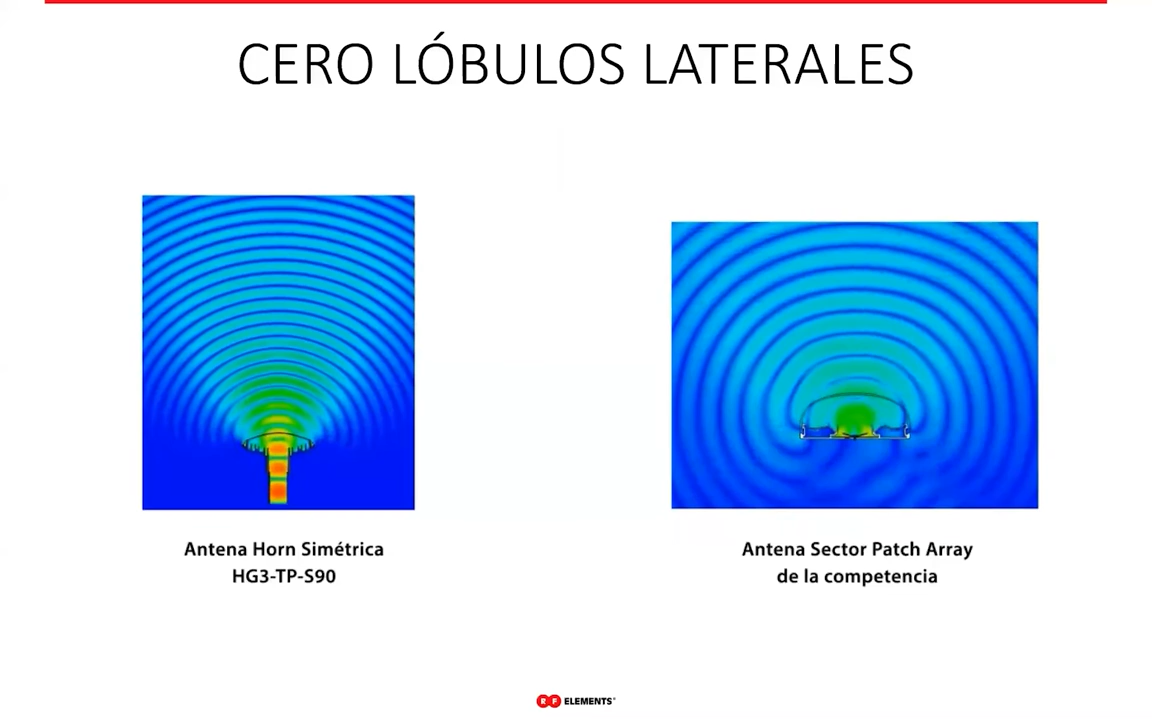 CERO LÓBULOS LATERALES
Antena Horn Simétrica
HG3-TP-S90
Antena Sector Patch Array
de la competencia
RF ELEMENTS